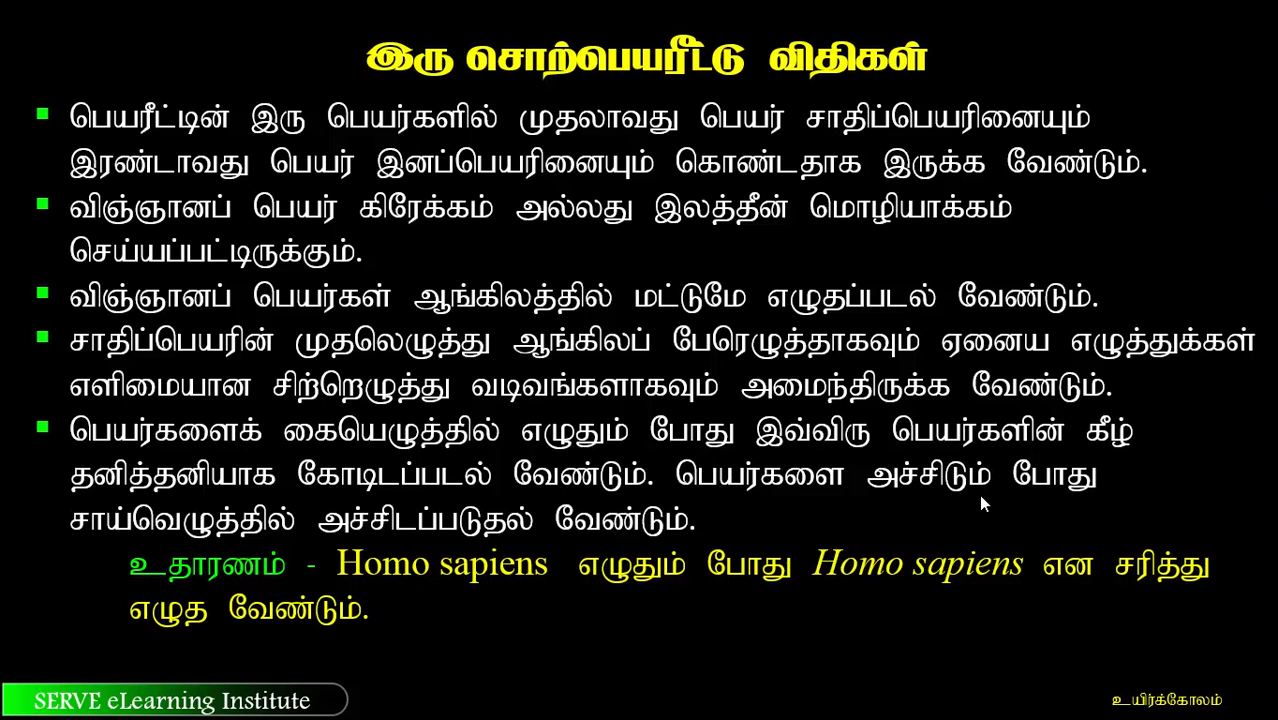 இரு சொற்பெயரீட்டு விதிகள்
பெயரீட்டின் இரு பெயர்களில் முதலாவது பெயர் சாதிப்பெயரினையும்
இரண்டாவது பெயர் இனப்பெயரினையும் கொண்டதாக இருக்க வேண்டும்.
விஞ்ஞானப் பெயர் கிரேக்கம் அல்லது இலத்தீன் மொழியாக்கம்
செய்யப்பட்டிருக்கும்.
விஞ்ஞானப் பெயர்கள் ஆங்கிலத்தில் மட்டுமே எழுதப்படல் வேண்டும்.
சாதிப்பெயரின் முதலெழுத்து ஆங்கிலப் பேரெழுத்தாகவும் ஏனைய எழுத்துக்கள்
எளிமையான சிற்றெழுத்து வடிவங்களாகவும் அமைந்திருக்க வேண்டும்.
பெயர்களைக் கையெழுத்தில் எழுதும் போது இவ்விரு பெயர்களின் கீழ்
தனித்தனியாக கோடிடப்படல் வேண்டும். பெயர்களை அச்சிடும் போது
சாய்வெழுத்தில் அச்சிடப்படுதல் வேண்டும்.
உதாரணம் - Homo sapiens எழுதும் போது Homo sapiens என சரித்து
எழுத வேண்டும்.
SERVE eLearning Institute
உயிர்க்கோலம்